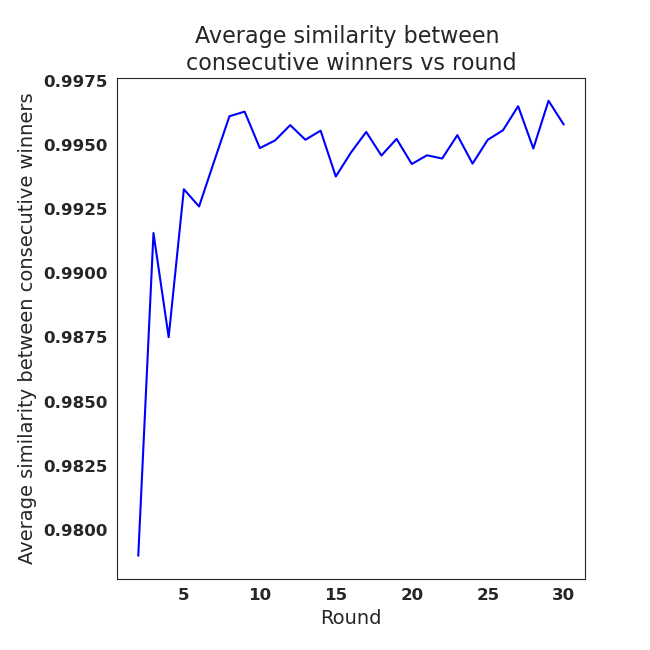 Average similarity between
consecutive winners vs round
Average similarity between consecutive winners
0.9975
0.9950
0.9925
0.9900
0.9875
0.9850
0.9825
0.9800
5 10 15 20 25 30
Round